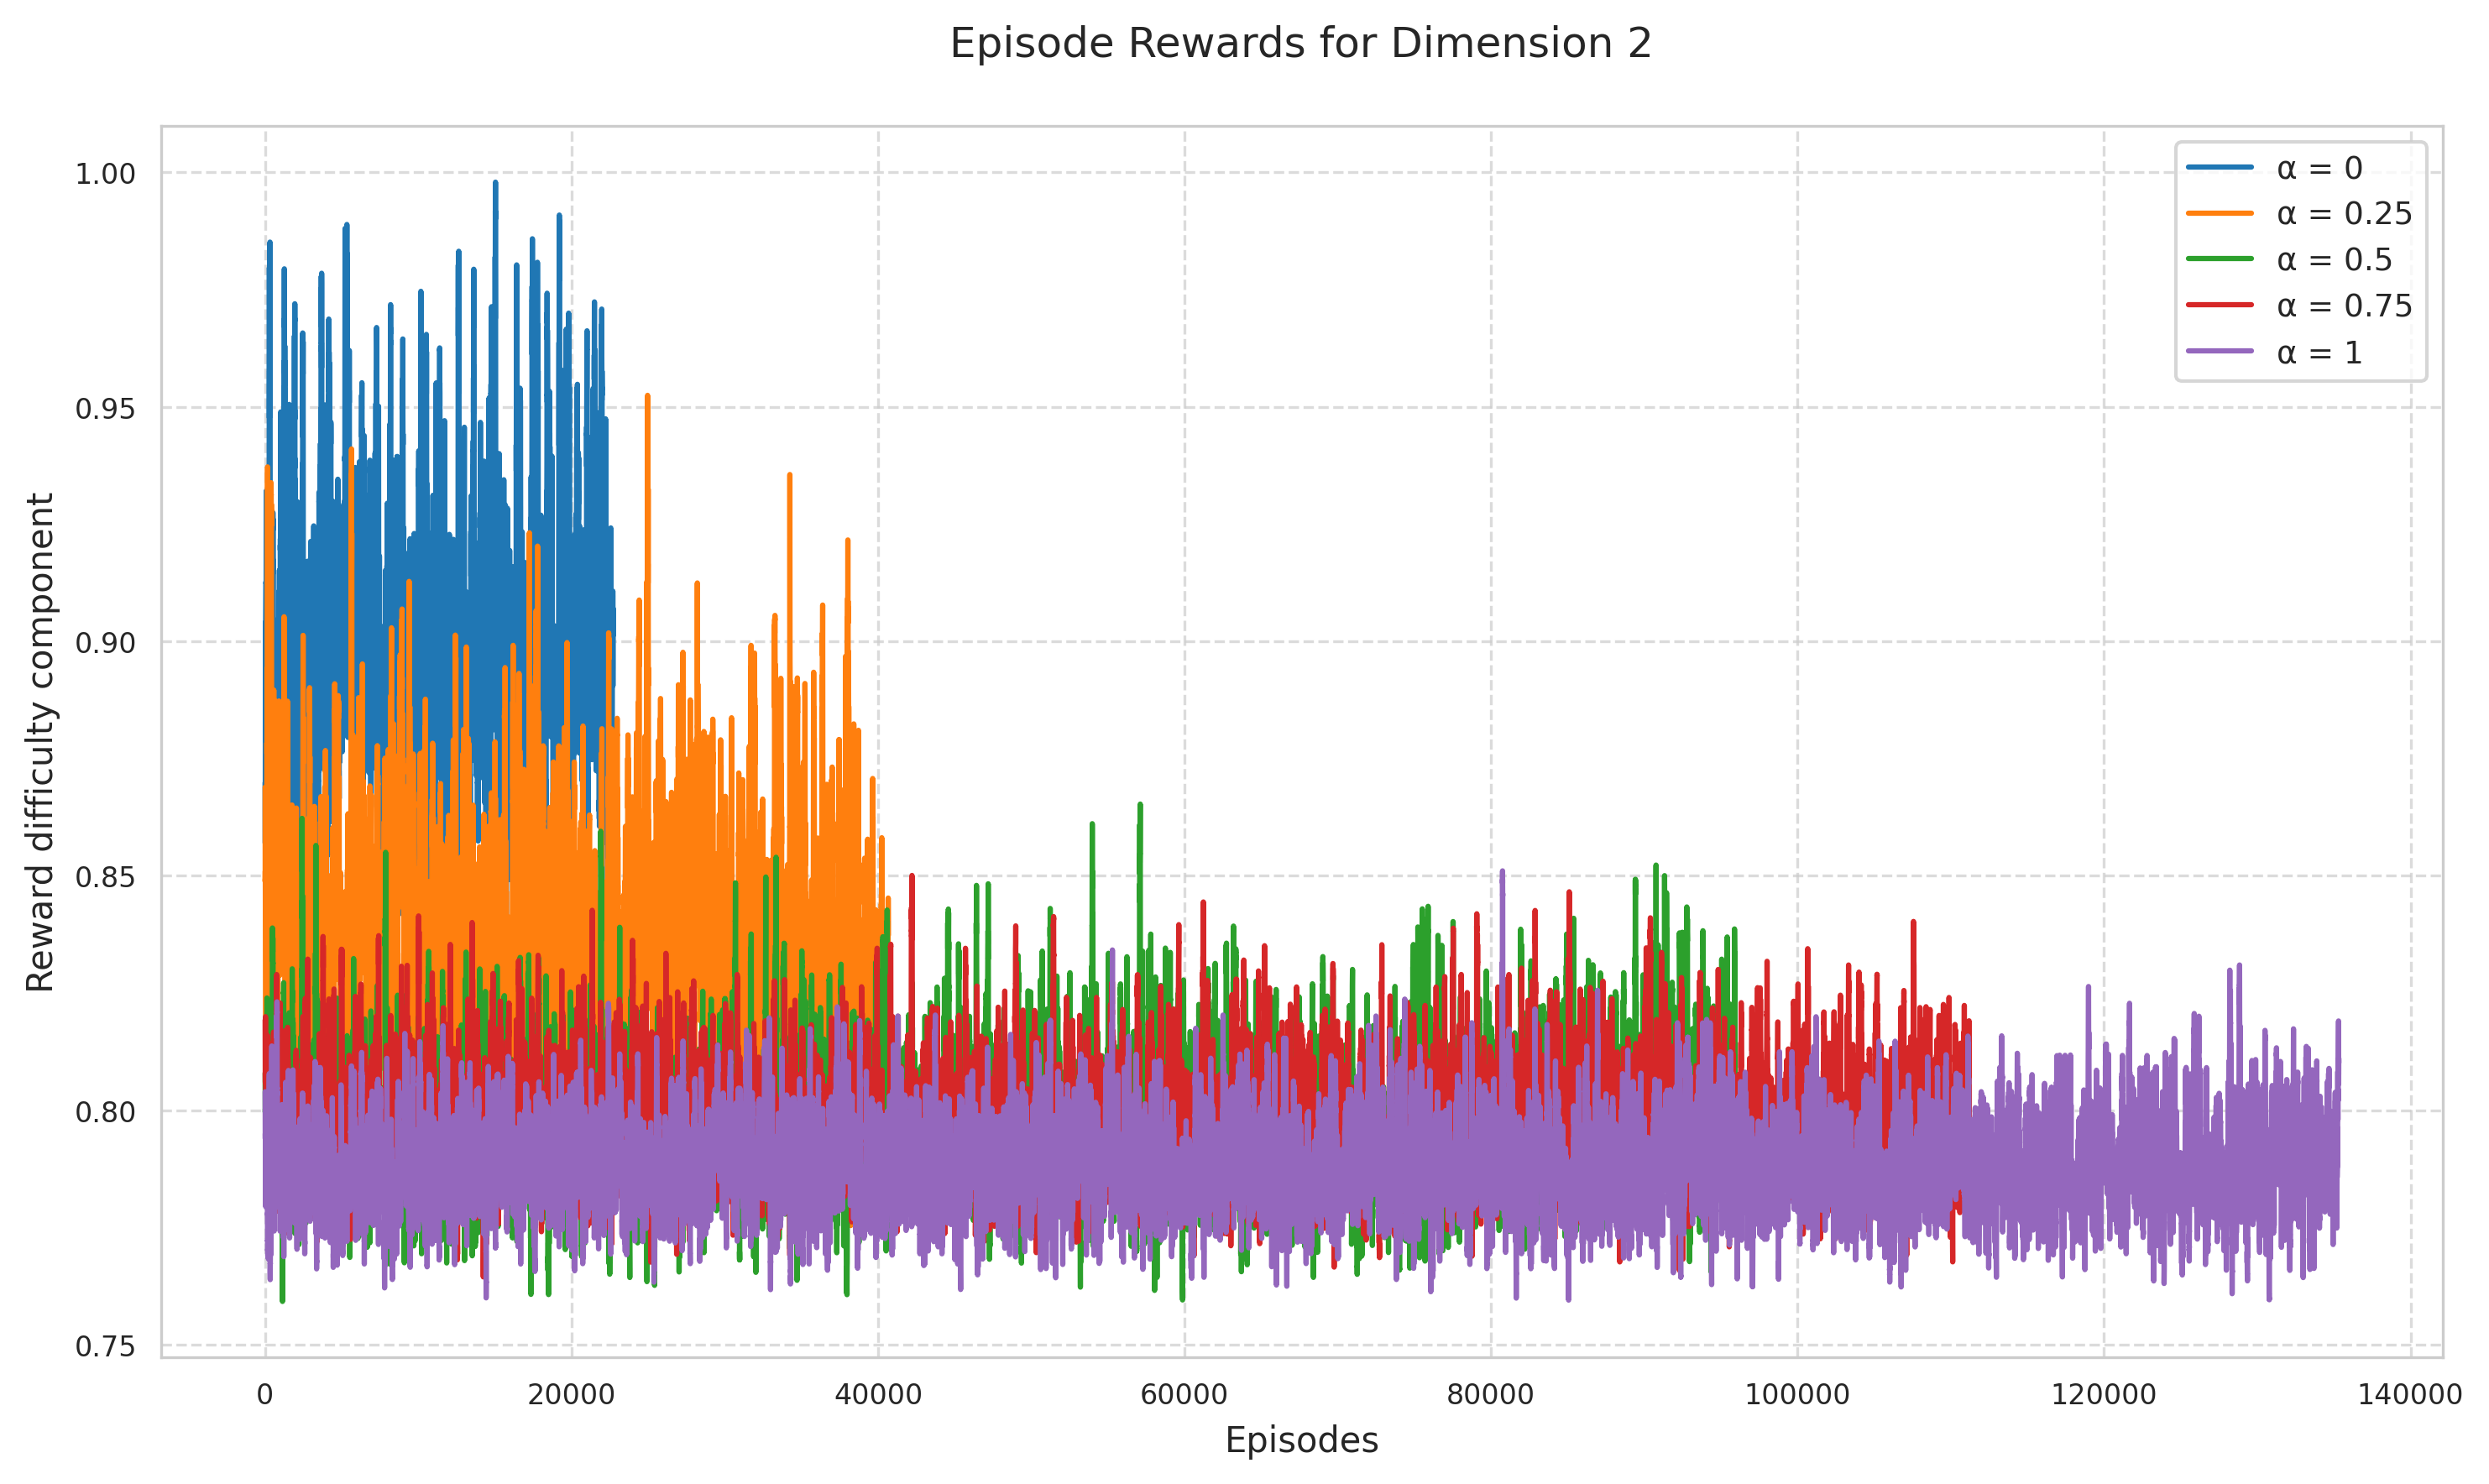 Episode Rewards for Dimension 2
1.00
0.95
0.90
0.85
0.80
0.75
Reward difficulty component
α = 0
α = 0.25
α = 0.5
α = 0.75
α = 1
0 20000 40000 60000 80000 100000 120000 140000
Episodes